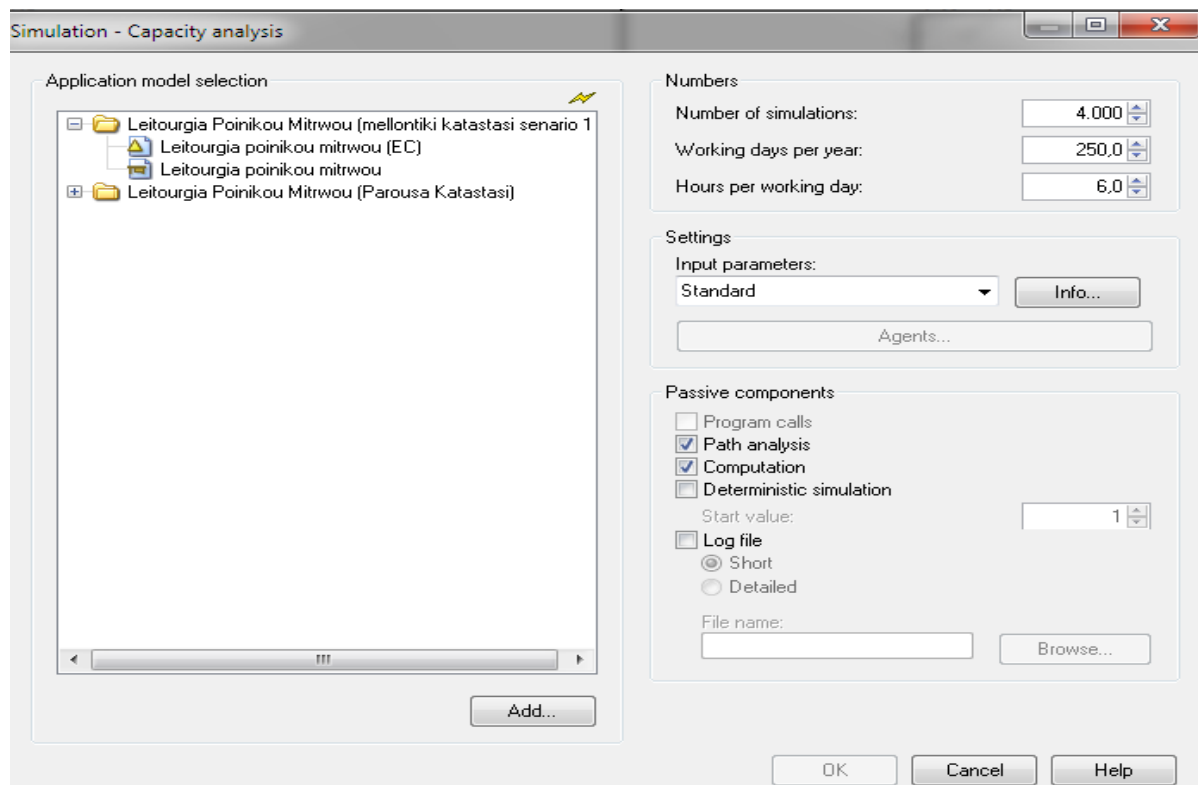 Simulation - Capacity analysis
Application model selection
Leitourgia Poinikou Mitrwou (mellontiki katastasi senario 1
Leitourgia poinikou mitrwou (EC)
Leitourgia poinikou mitrwou
Leitourgia Poinikou Mitrwou (Parousa Katastasi)
Add...
Numbers
Number of simulations: 4.000
Working days per year: 250,0
Hours per working day: 6,0
Settings
Input parameters:
Standard Info...
Agents...
Passive components
Program calls
Path analysis
Computation
Deterministic simulation
Start value: 1
Log file
Short
Detailed
File name:
Browse...
OK Cancel Help